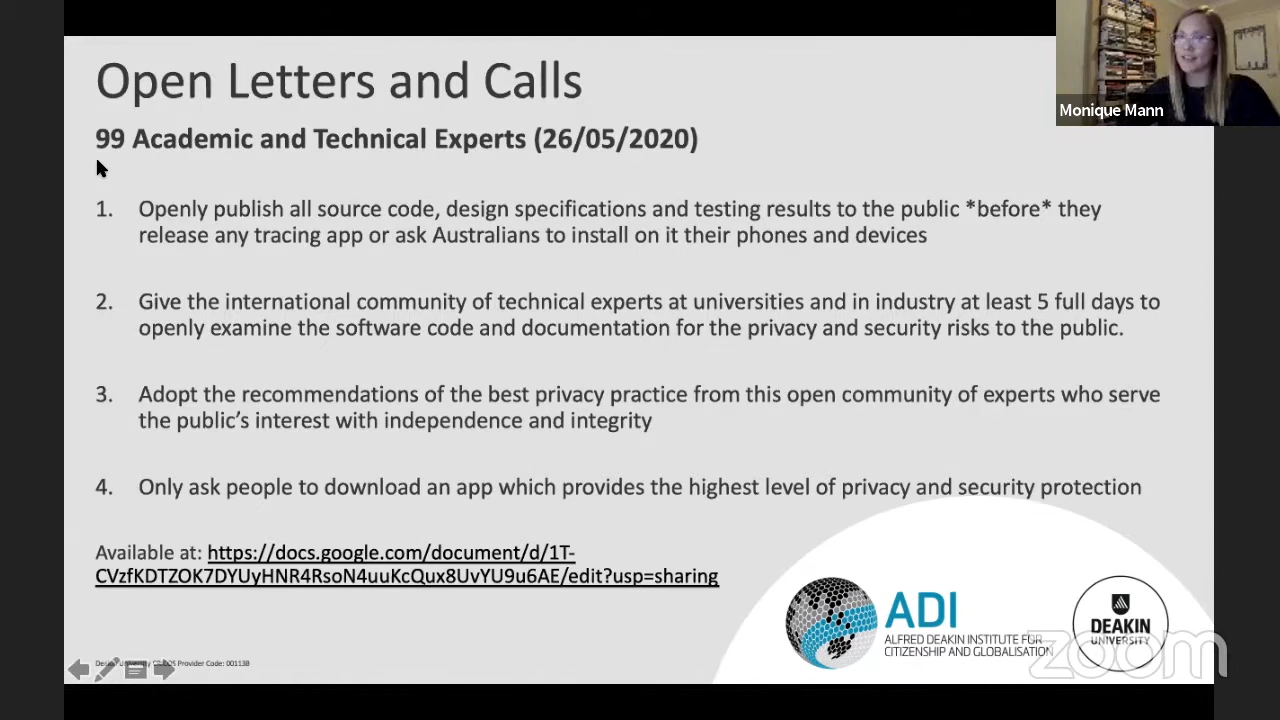 Open Letters and Calls
99 Academic and Technical Experts (26/05/2020)
1. Openly publish all source code, design specifications and testing results to the public *before* they
release any tracing app or ask Australians to install on it their phones and devices
2. Give the international community of technical experts at universities and in industry at least 5 full days to
openly examine the software code and documentation for the privacy and security risks to the public.
3. Adopt the recommendations of the best privacy practice from this open community of experts who serve
the public’s interest with independence and integrity
4. Only ask people to download an app which provides the highest level of privacy and security protection
Available at: https://docs.google.com/document/d/1T-
CVzfKDTZOK7DYUyHNR4RsoN4uuKcQux8UvYU9u6AE/edit?usp=sharing
Monique Mann
ADI
ALFRED DEAKIN INSTITUTE FOR
CITIZENSHIP AND GLOBALISATION
DEAKIN
UNIVERSITY
zoom
Provider Code: 00113B